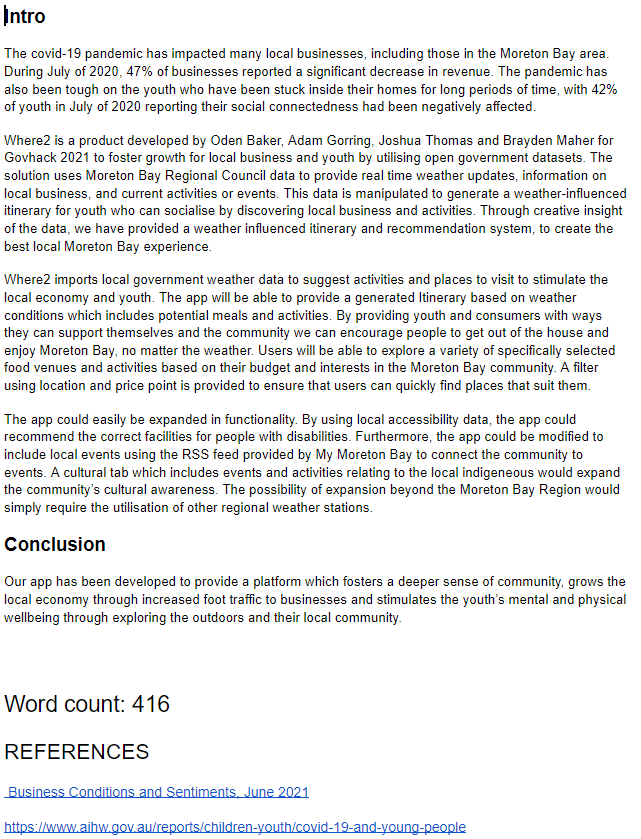 Intro
The covid-19 pandemic has impacted many local businesses, including those in the Moreton Bay area.
During July of 2020, 47% of businesses reported a significant decrease in revenue. The pandemic has
also been tough on the youth who have been stuck inside their homes for long periods of time, with 42%
of youth in July of 2020 reporting their social connectedness had been negatively affected.
Where2 is a product developed by Oden Baker, Adam Gorring, Joshua Thomas and Brayden Maher for
Govhack 2021 to foster growth for local business and youth by utilising open government datasets. The
solution uses Moreton Bay Regional Council data to provide real time weather updates, information on
local business, and current activities or events. This data is manipulated to generate a weather-influenced
itinerary for youth who can socialise by discovering local business and activities. Through creative insight
of the data, we have provided a weather influenced itinerary and recommendation system, to create the
best local Moreton Bay experience.
Where2 imports local government weather data to suggest activities and places to visit to stimulate the
local economy and youth. The app will be able to provide a generated Itinerary based on weather
conditions which includes potential meals and activities. By providing youth and consumers with ways
they can support themselves and the community we can encourage people to get out of the house and
enjoy Moreton Bay, no matter the weather. Users will be able to explore a variety of specifically selected
food venues and activities based on their budget and interests in the Moreton Bay community. A filter
using location and price point is provided to ensure that users can quickly find places that suit them.
The app could easily be expanded in functionality. By using local accessibility data, the app could
recommend the correct facilities for people with disabilities. Furthermore, the app could be modified to
include local events using the RSS feed provided by My Moreton Bay to connect the community to
events. A cultural tab which includes events and activities relating to the local indigeneous would expand
the community's cultural awareness. The possibility of expansion beyond the Moreton Bay Region would
simply require the utilisation of other regional weather stations.
Conclusion
Our app has been developed to provide a platform which fosters a deeper sense of community, grows the
local economy through increased foot traffic to businesses and stimulates the youth's mental and physical
wellbeing through exploring the outdoors and their local community.
Word count: 416
REFERENCES
Business Conditions and Sentiments, June 2021
https://www.aihw.gov.au/reports/children-youth/covid-19-and-young-people